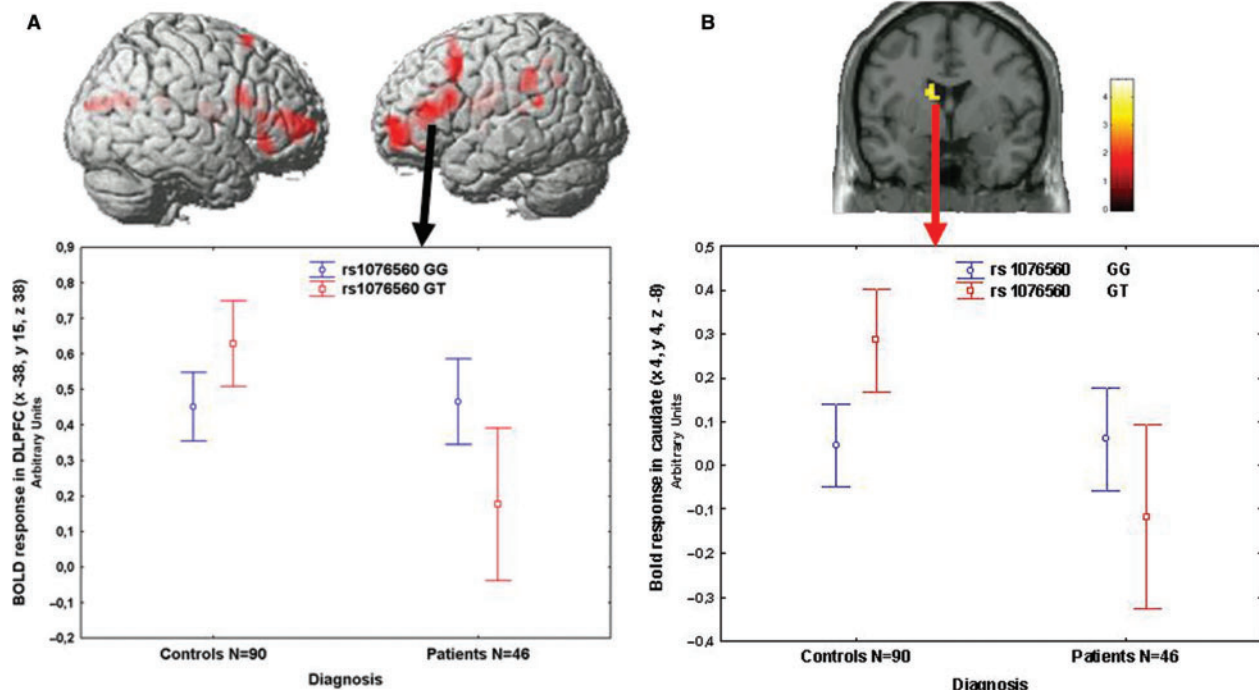 A
BOLD response in DLPFC (x -38, y 15, z 38)
Arbitrary Units
0,9
0,8
0,7
0,6
0,5
0,4
0,3
0,2
0,1
0,0
-0,1
-0,2
rs1076560 GG
rs1076560 GT
Controls N=90
Patients N=46
Diagnosis
B
4
3
2
1
0
Bold response in caudate (x 4, y 4, z -8)
Arbitrary Units
0,5
0,4
0,3
0,2
0,1
0,0
-0,1
-0,2
-0,3
-0,4
rs 1076560 GG
rs 1076560 GT
Controls N=90
Patients N=46
Diagnosis